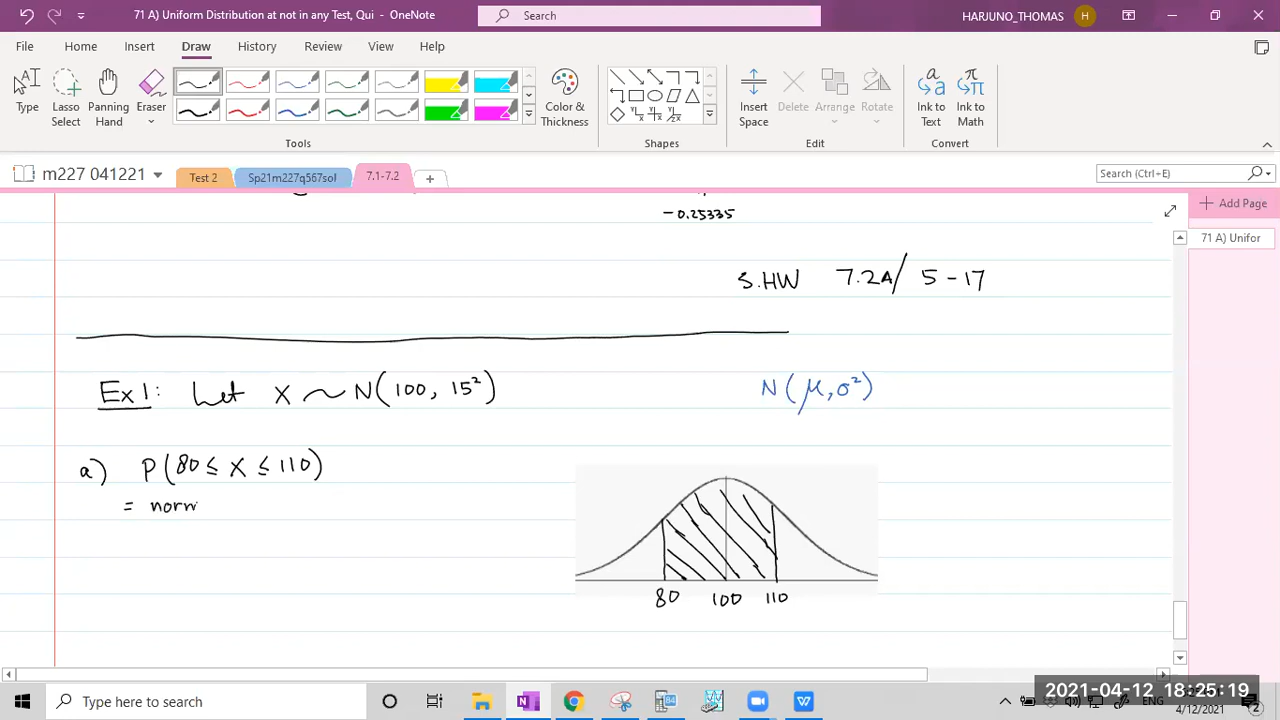 71 A) Uniform Distribution at not in any Test, Qui - OneNote
Search
HARJUNO_THOMAS
H
File Home Insert Draw History Review View Help
Type
Lasso Select
Panning Hand
Eraser
Color & Thickness
Insert Space
Delete
Arrange
Rotate
Ink to Text
Ink to Math
Tools
Shapes
Edit
Convert
m227 041221
Test 2
Sp21m227q567sol
7.1-7.2
Search (Ctrl+E)
Add Page
71 A) Unifor
-0.25335
S.HW 7.2A/ 5-17
Ex 1: Let X ~ N(100, 15²)
N(μ, σ²)
a) P(80 ≤ X ≤ 110)
= norm
80 100 110
Type here to search
2021-04-12 18:25:19
4/12/2021